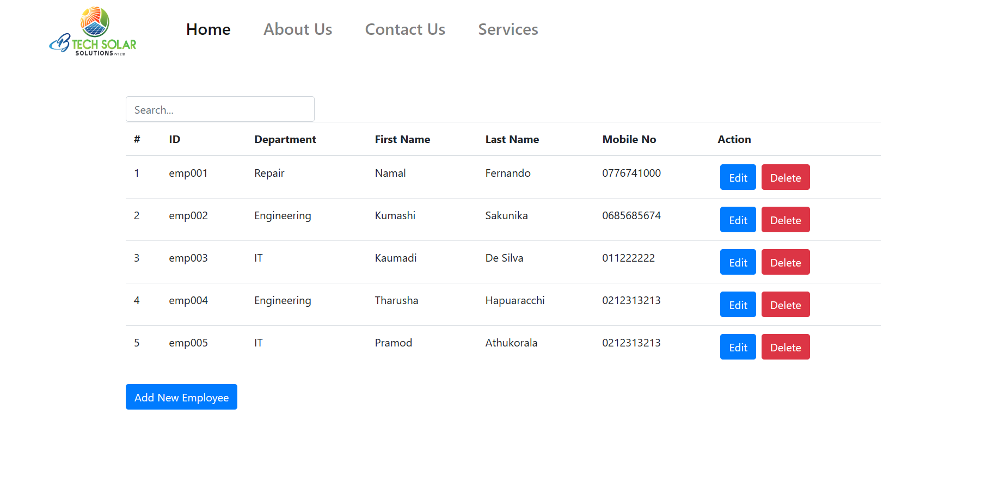 CB TECH SOLAR
SOLUTIONS PVT LTD
Home About Us Contact Us Services
Search...
# ID Department First Name Last Name Mobile No Action
1 emp001 Repair Namal Fernando 0776741000 Edit Delete
2 emp002 Engineering Kumashi Sakunika 0685685674 Edit Delete
3 emp003 IT Kaumadi De Silva 011222222 Edit Delete
4 emp004 Engineering Tharusha Hapuaracchi 0212313213 Edit Delete
5 emp005 IT Pramod Athukorala 0212313213 Edit Delete
Add New Employee